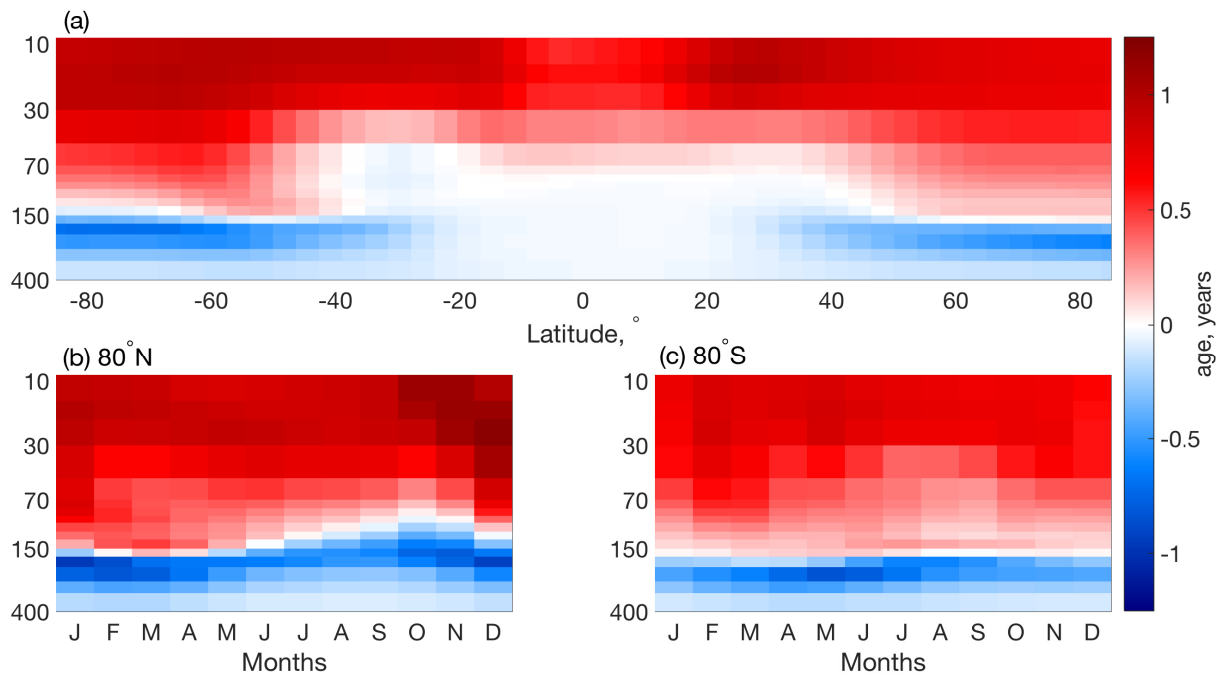 (a)
10
30
70
150
400
-80 -60 -40 -20 0 20 40 60 80
Latitude, °
(b) 80°N
10
30
70
150
400
J F M A M J J A S O N D
Months
(c) 80°S
10
30
70
150
400
J F M A M J J A S O N D
Months
1
0.5
0
-0.5
-1
age, years